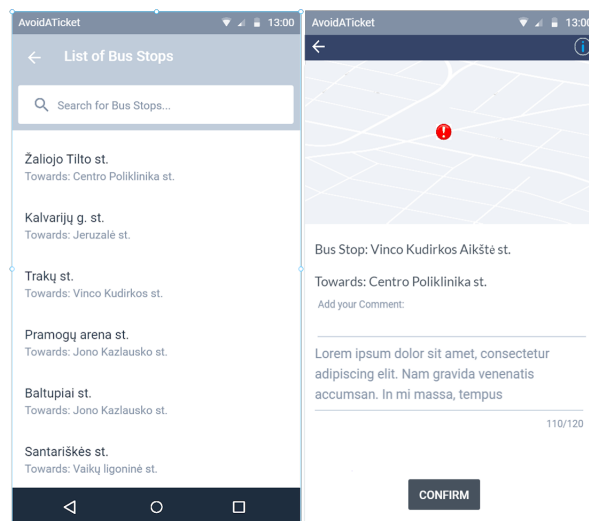 AvoidATicket 13:00
List of Bus Stops
Search for Bus Stops...
Žaliojo Tilto st.
Towards: Centro Poliklinika st.
Kalvarijų g. st.
Towards: Jeruzalė st.
Trakų st.
Towards: Vinco Kudirkos st.
Pramogų arena st.
Towards: Jono Kazlausko st.
Baltupiai st.
Towards: Jono Kazlausko st.
Santariškės st.
Towards: Vaikų ligoninė st.
AvoidATicket 13:00
Bus Stop: Vinco Kudirkos Aikštė st.
Towards: Centro Poliklinika st.
Add your Comment:
Lorem ipsum dolor sit amet, consectetur
adipiscing elit. Nam gravida venenatis
accumsan. In mi massa, tempus
110/120
CONFIRM